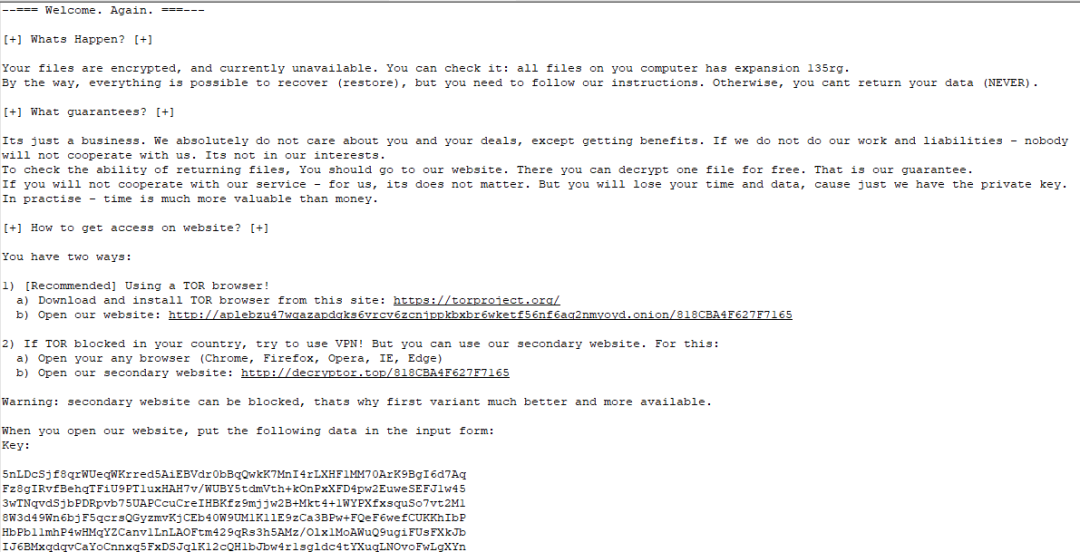 --=== Welcome. Again. ===---
[+] Whats Happen? [+]
Your files are encrypted, and currently unavailable. You can check it: all files on you computer has expansion 135rg.
By the way, everything is possible to recover (restore), but you need to follow our instructions. Otherwise, you cant return your data (NEVER).
[+] What guarantees? [+]
Its just a business. We absolutely do not care about you and your deals, except getting benefits. If we do not do our work and liabilities - nobody
will not cooperate with us. Its not in our interests.
To check the ability of returning files, You should go to our website. There you can decrypt one file for free. That is our guarantee.
If you will not cooperate with our service - for us, its does not matter. But you will lose your time and data, cause just we have the private key.
In practise - time is much more valuable than money.
[+] How to get access on website? [+]
You have two ways:
1) [Recommended] Using a TOR browser!
a) Download and install TOR browser from this site: https://torproject.org/
b) Open our website: http://aplebzu47wgazapdqks6vrcv6zcnjppkbxbr6wketf56nf6aq2nmyoyd.onion/818CBA4F627F7165
2) If TOR blocked in your country, try to use VPN! But you can use our secondary website. For this:
a) Open your any browser (Chrome, Firefox, Opera, IE, Edge)
b) Open our secondary website: http://decryptor.top/818CBA4F627F7165
Warning: secondary website can be blocked, thats why first variant much better and more available.
When you open our website, put the following data in the input form:
Key:
5nLDcSjf8qrWUeqWKrred5AiEBVdr0bBqQwkK7MnI4rLXHF1MM70ArK9BgI6d7Aq
Fz8gIRvfBehqTFiU9PT1uxHAH7v/WUBY5tdmVth+kOnPxXFD4pw2EuweSEFJ1w45
3wTNqvdSjbPDRpvb75UAPCcuCreIHBKfz9mjjw2B+Mkt4+1WYPXfxsquSo7vt2M1
8W3d49Wn6bjF5qcrsQGyzmvKjCEb40W9UM1K11E9zCa3BPw+FQeF6wefCUKKhIbP
HbPb11mhP4wHMqYZCanv1LnLAOFtm429qRs3h5AMz/O1x1MoAWuQ9ugiFUsFXkJb
IJ6BMxqdqvCaYoCnnxq5FxDSJq1K12cQH1bJbw4r1sg1dc4tYXuqLNOvoFwLgXYn